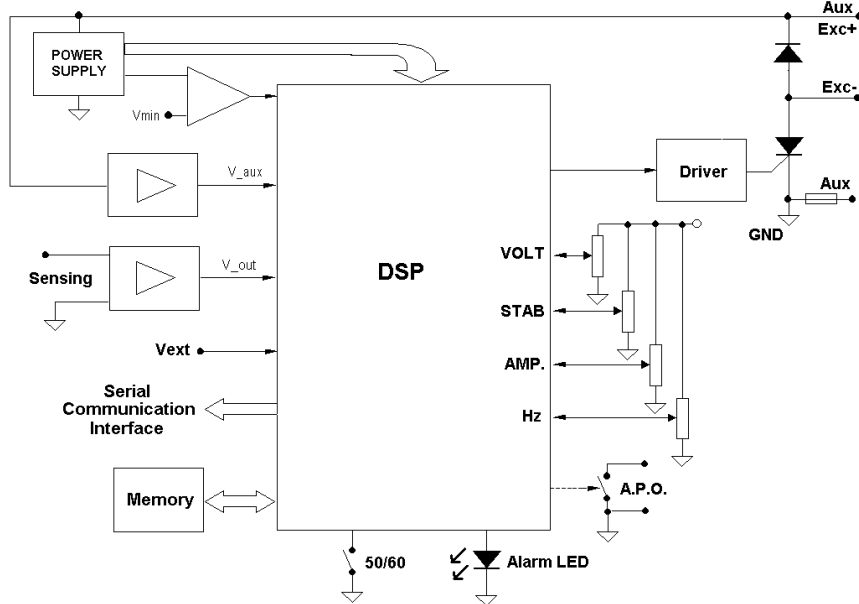 Aux
Exc+
POWER
SUPPLY
Exc-
Vmin
V_aux
Driver
Aux
GND
Sensing
V_out
DSP
VOLT
STAB
Vext
AMP.
Serial
Communication
Interface
Hz
Memory
A.P.O.
50/60
Alarm LED